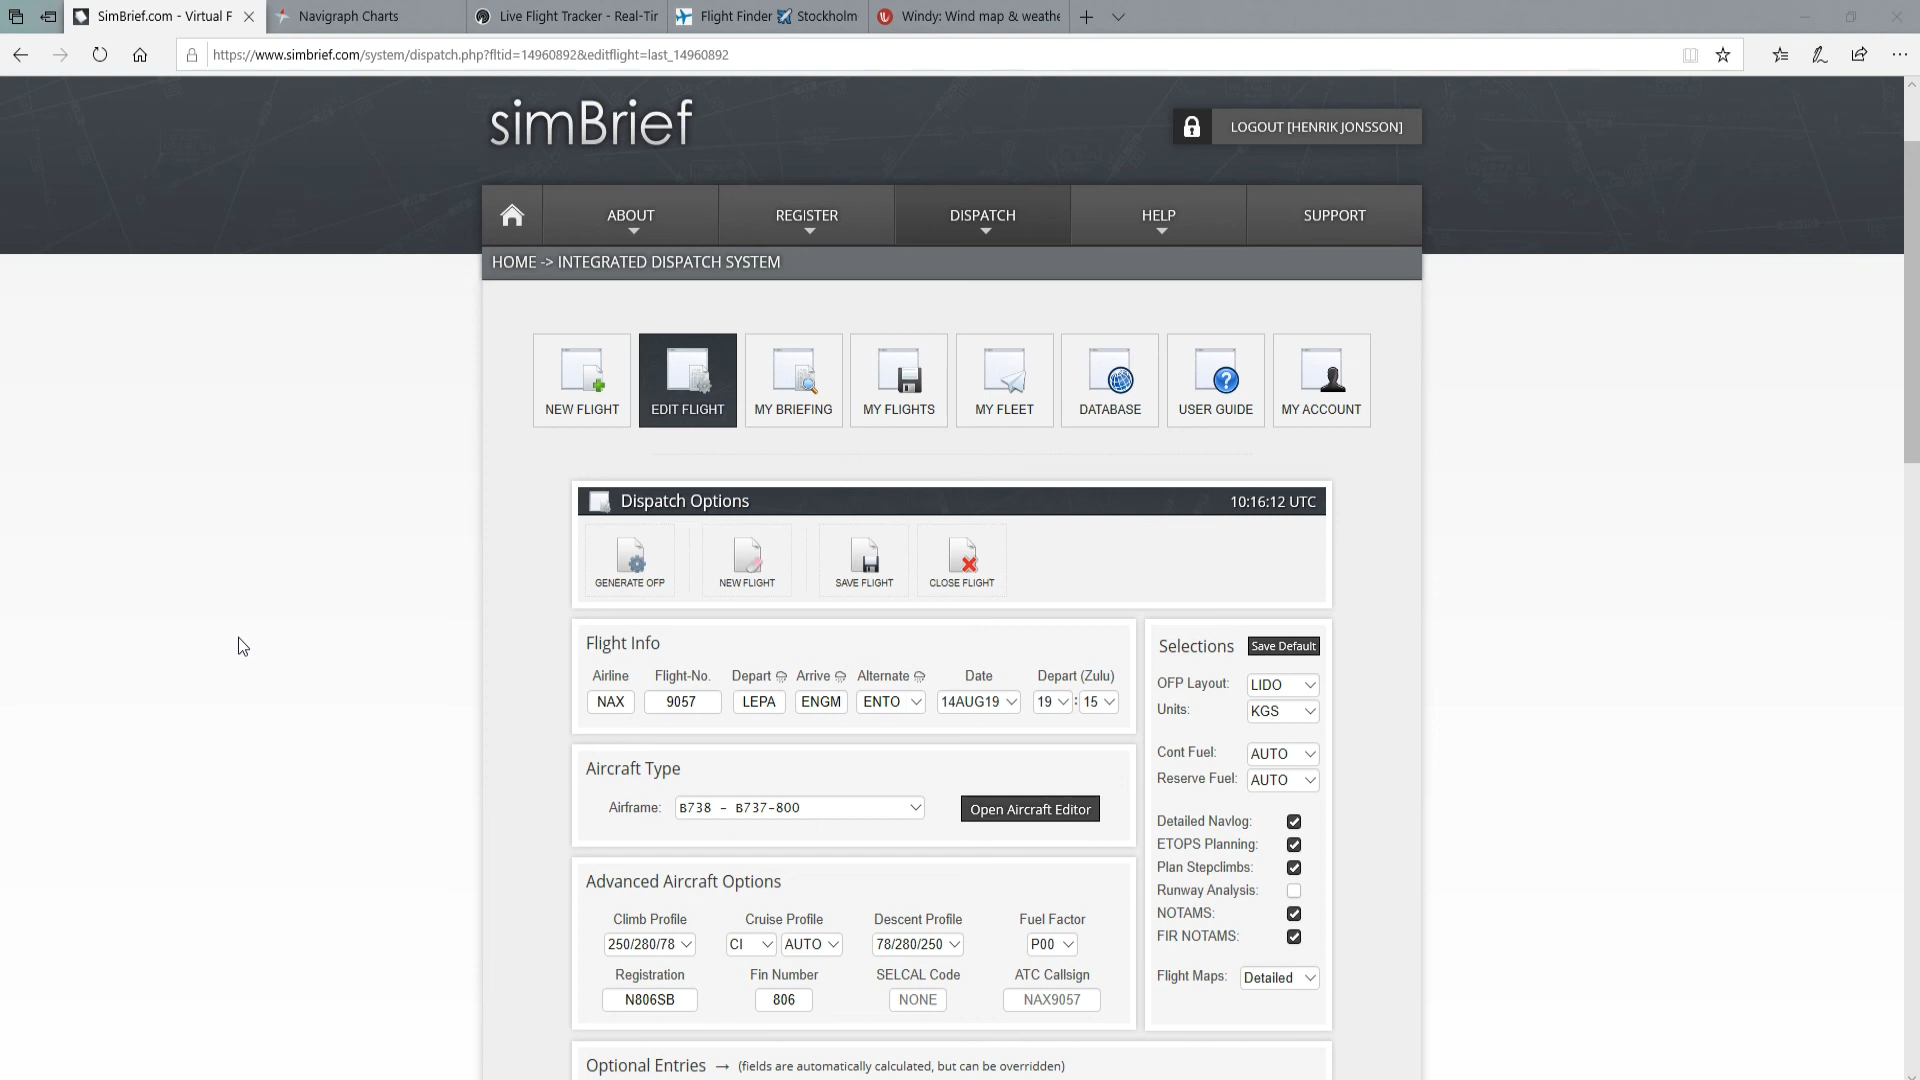 SimBrief.com - Virtual F
Navigraph Charts
Live Flight Tracker - Real-Tir
Flight Finder Stockholm
Windy: Wind map & weathe
https://www.simbrief.com/system/dispatch.php?fltid=14960892&editflight=last_14960892
simBrief
LOGOUT [HENRIK JONSSON]
ABOUT REGISTER DISPATCH HELP SUPPORT
HOME -> INTEGRATED DISPATCH SYSTEM
NEW FLIGHT EDIT FLIGHT MY BRIEFING MY FLIGHTS MY FLEET DATABASE USER GUIDE MY ACCOUNT
Dispatch Options 10:16:12 UTC
GENERATE OFP NEW FLIGHT SAVE FLIGHT CLOSE FLIGHT
Flight Info
Airline Flight-No. Depart Arrive Alternate Date Depart (Zulu)
NAX 9057 LEPA ENGM ENTO 14AUG19 19 : 15
Aircraft Type
Airframe: B738 - B737-800 Open Aircraft Editor
Advanced Aircraft Options
Climb Profile Cruise Profile Descent Profile Fuel Factor
250/280/78 CI AUTO 78/280/250 P00
Registration Fin Number SELCAL Code ATC Callsign
N806SB 806 NONE NAX9057
Selections Save Default
OFP Layout: LIDO
Units: KGS
Cont Fuel: AUTO
Reserve Fuel: AUTO
Detailed Navlog:
ETOPS Planning:
Plan Stepclimbs:
Runway Analysis:
NOTAMS:
FIR NOTAMS:
Flight Maps: Detailed
Optional Entries → (fields are automatically calculated, but can be overridden)